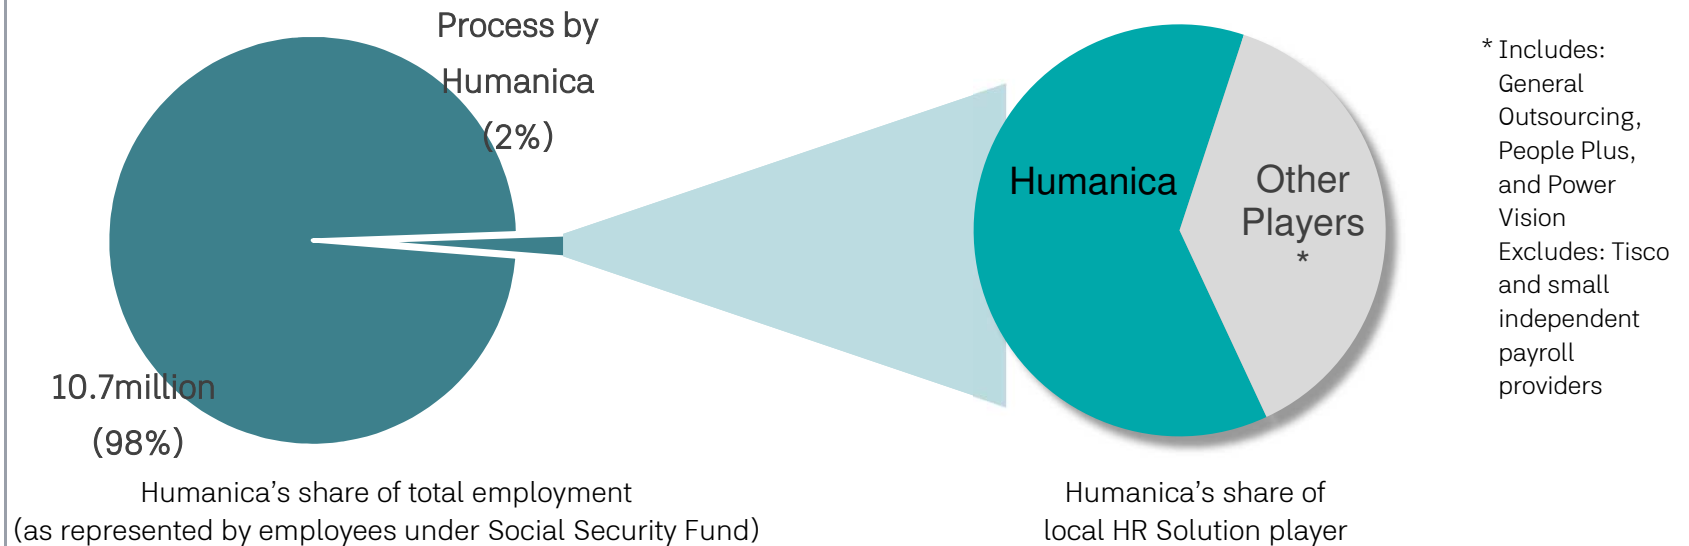 Process by
Humanica
(2%)
10.7million
(98%)
Humanica’s share of total employment
(as represented by employees under Social Security Fund)
Humanica
Other
Players
*
Humanica’s share of
local HR Solution player
* Includes:
General
Outsourcing,
People Plus,
and Power
Vision
Excludes: Tisco
and small
independent
payroll
providers